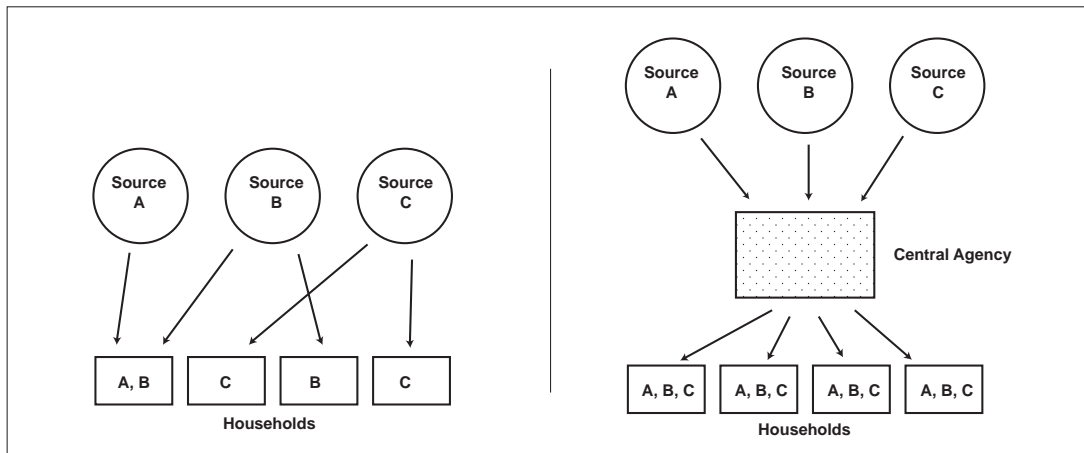 Source
A
Source
B
Source
C
A, B
C
B
C
Households
Source
A
Source
B
Source
C
Central Agency
A, B, C
A, B, C
A, B, C
A, B, C
Households